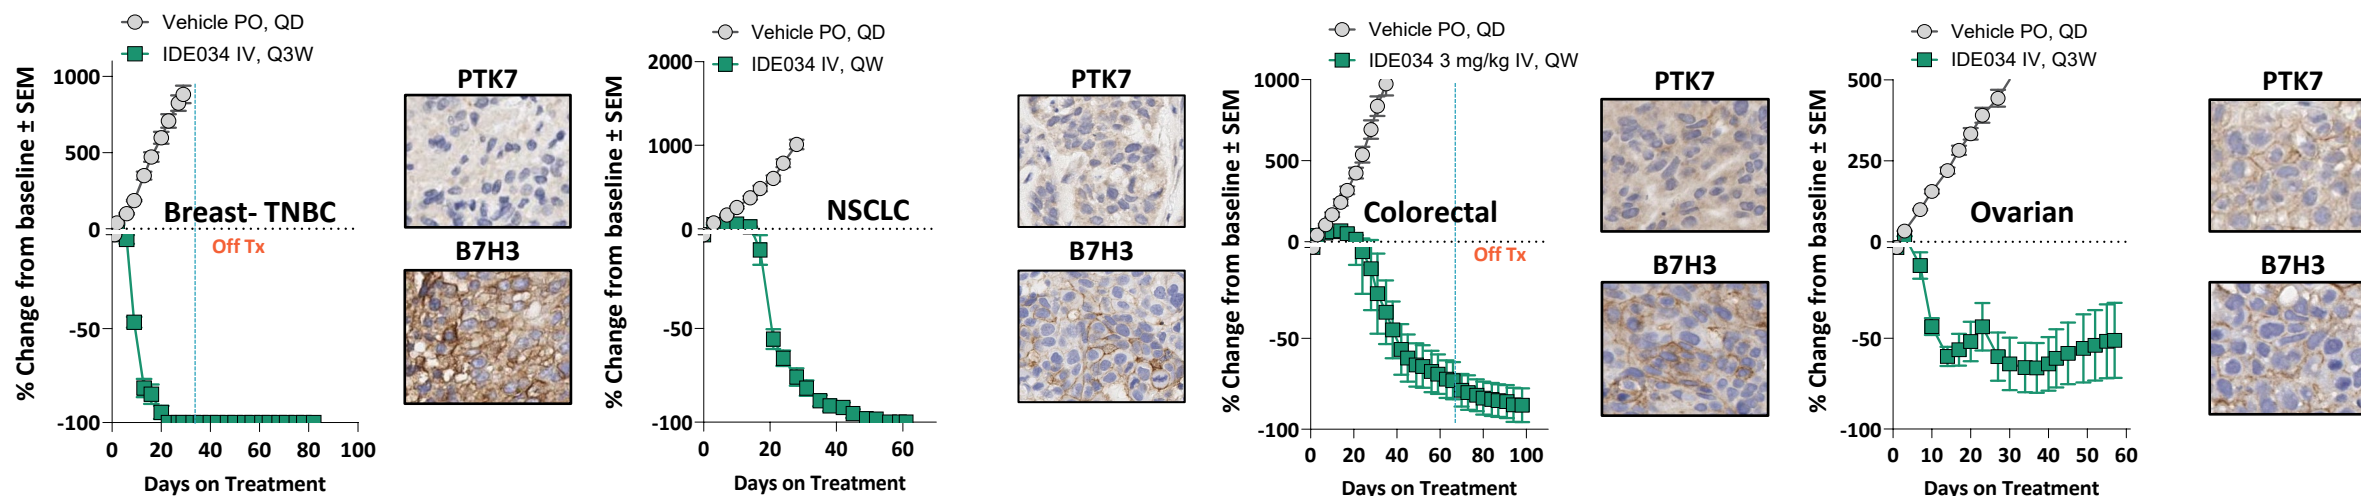 Vehicle PO, QD
IDE034 IV, Q3W
% Change from baseline ± SEM
1000
500
0
-50
-100
Breast- TNBC
Off Tx
0 20 40 60 80 100
Days on Treatment
PTK7
B7H3
Vehicle PO, QD
IDE034 IV, QW
% Change from baseline ± SEM
2000
1000
0
-50
-100
NSCLC
0 20 40 60
Days on Treatment
PTK7
B7H3
Vehicle PO, QD
IDE034 3 mg/kg IV, QW
% Change from baseline ± SEM
1000
500
0
-50
-100
Colorectal
Off Tx
0 20 40 60 80 100
Days on Treatment
PTK7
B7H3
Vehicle PO, QD
IDE034 IV, Q3W
% Change from baseline ± SEM
500
250
0
-50
-100
Ovarian
0 10 20 30 40 50 60
Days on Treatment
PTK7
B7H3